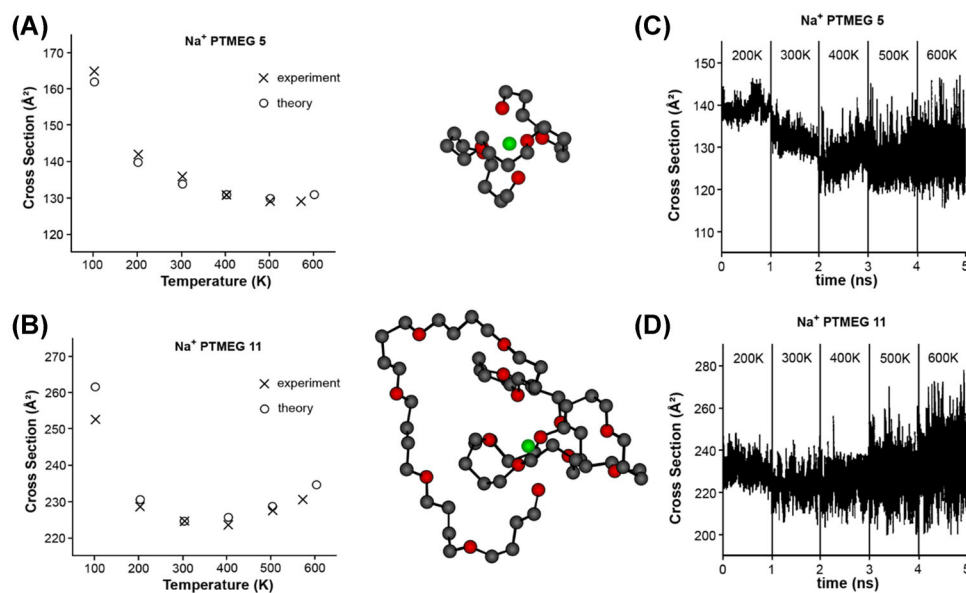 (A)
Na⁺ PTMEG 5
Cross Section (Å²)
170
160
150
140
130
120
× experiment
○ theory
100 200 300 400 500 600
Temperature (K)
(C)
Na⁺ PTMEG 5
Cross Section (Å²)
150
140
130
120
110
200K 300K 400K 500K 600K
0 1 2 3 4 5
time (ns)
(B)
Na⁺ PTMEG 11
Cross Section (Å²)
270
260
250
240
230
220
× experiment
○ theory
100 200 300 400 500 600
Temperature (K)
(D)
Na⁺ PTMEG 11
Cross Section (Å²)
280
260
240
220
200
200K 300K 400K 500K 600K
0 1 2 3 4 5
time (ns)